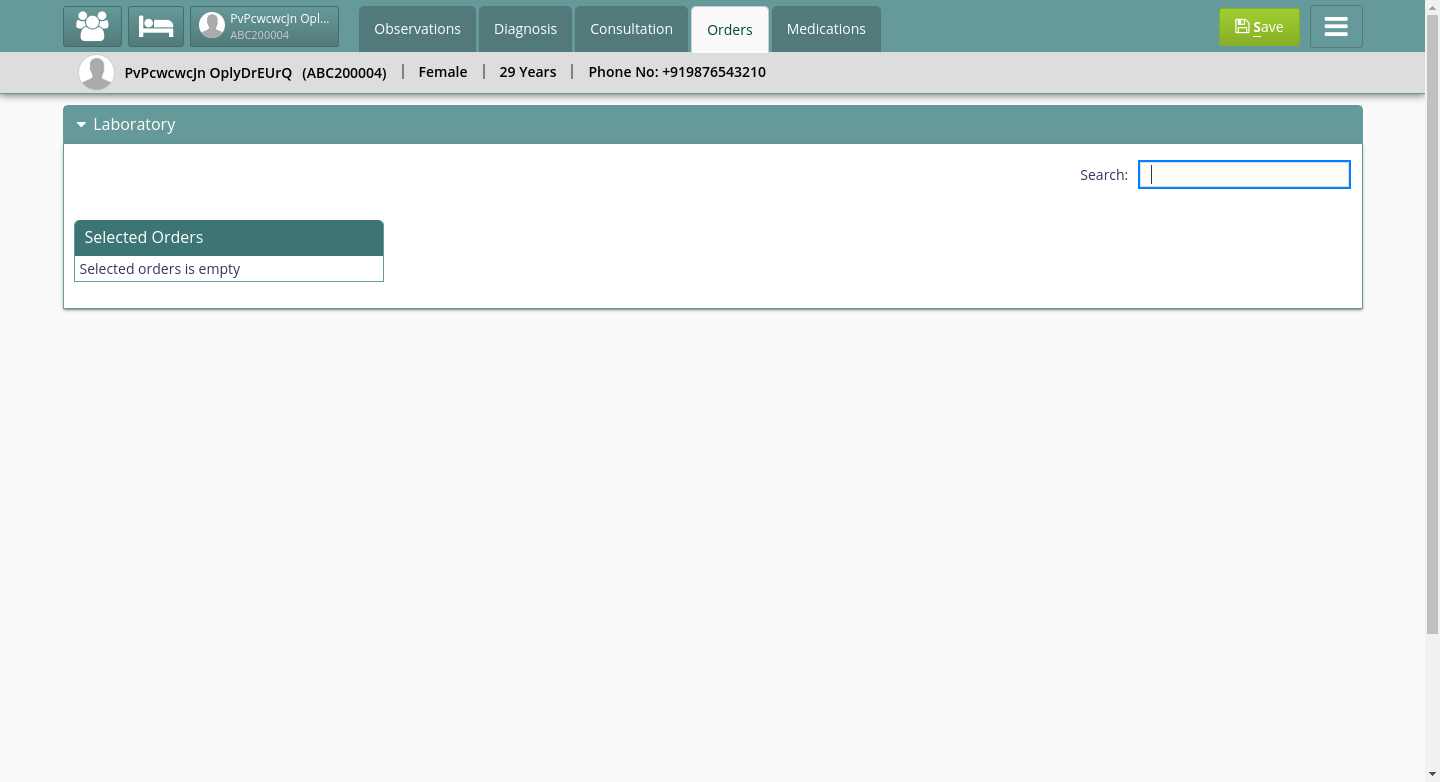 PvPcwcwcJn Opl...
ABC200004
Observations
Diagnosis
Consultation
Orders
Medications
Save
PvPcwcwcJn OplyDrEUrQ (ABC200004) | Female | 29 Years | Phone No: +919876543210
Laboratory
Search:
Selected Orders
Selected orders is empty